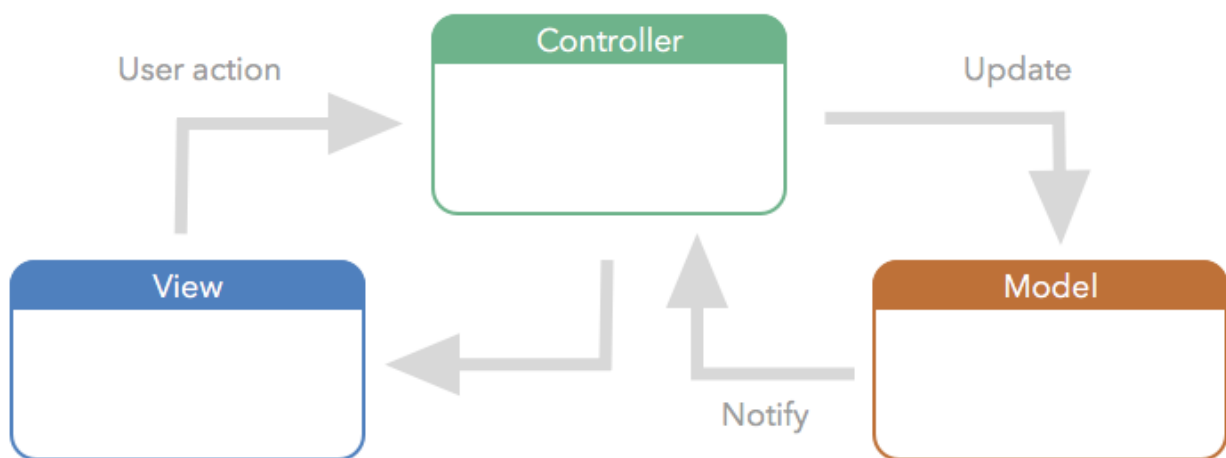 Controller
User action
Update
View
Model
Notify